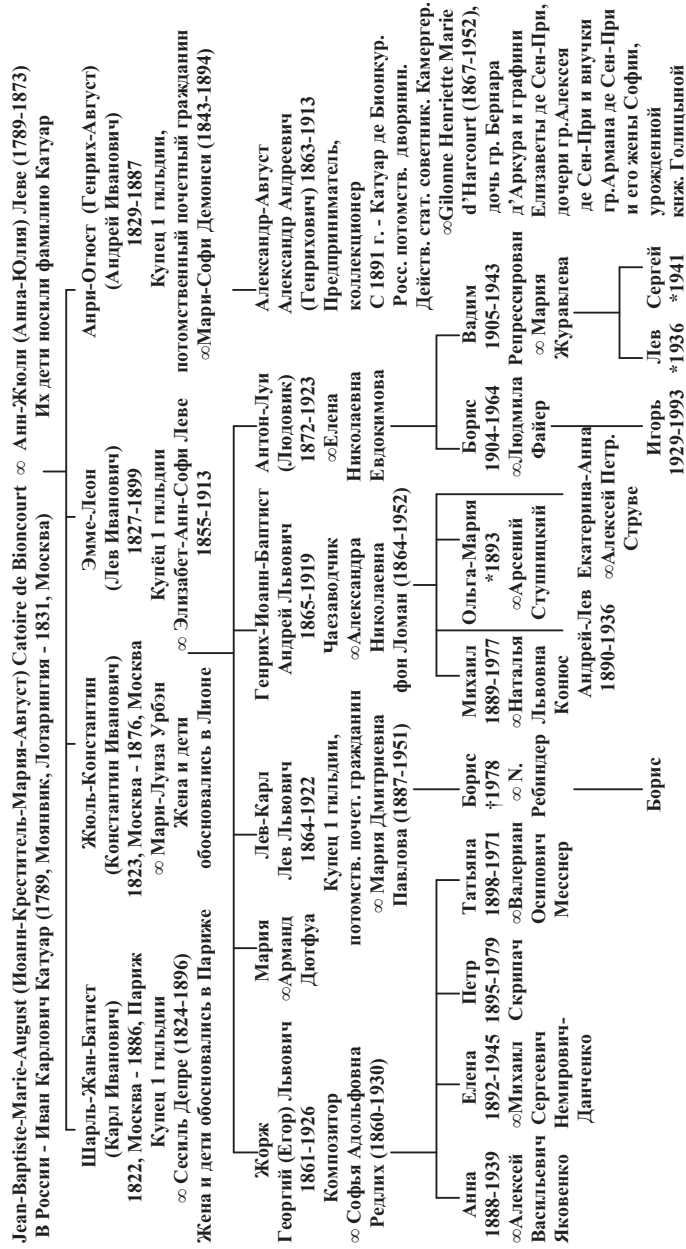 Jean-Baptiste-Marie-August (Иоанн-Креститель-Мария-Август) Catoire de Bioncourt ∞ Анн-Жюли (Анна-Юлия) Леве (1789-1873)
В России - Иван Карлович Катуар (1789, Моянвик, Лотарингия - 1831, Москва) Их дети носили фамилию Катуар
Шарль-Жан-Батист
(Карл Иванович)
1822, Москва - 1886, Париж
Купец 1 гильдии
∞ Сесиль Депре (1824-1896)
Жена и дети обосновались в Париже
Жюль-Константин
(Константин Иванович)
1823, Москва - 1876, Москва
∞ Мари-Луиза Урбэн
Жена и дети
обосновались в Лионе
Эмме-Леон
(Лев Иванович)
1827-1899
Купёц 1 гильдии
∞ Элизабет-Анн-Софи Леве
1855-1913
Анри-Огюст (Генрих-Август)
(Андрей Иванович)
1829-1887
Купец 1 гильдии,
потомственный почетный гражданин
∞Мари-Софи Демонси (1843-1894)
Жорж
Георгий (Егор) Львович
1861-1926
Композитор
∞ Софья Адольфовна
Редлих (1860-1930)
Мария
∞Арманд
Дютфуа
Лев-Карл
Лев Львович
1864-1922
Купец 1 гильдии,
потомств. почет. гражданин
∞ Мария Дмитриевна
Павлова (1887-1951)
Генрих-Иоанн-Баптист
Андрей Львович
1865-1919
Чаезаводчик
∞Александра
Николаевна
фон Ломан (1864-1952)
Антон-Луи
(Людовик)
1872-1923
∞Елена
Николаевна
Евдокимова
Александр-Август
Александр Андреевич
(Генрихович) 1863-1913
Предприниматель,
коллекционер
С 1891 г. - Катуар де Бионкур.
Росс. потомств. дворянин.
Действ. стат. советник. Камергер.
∞Gilonne Henriette Marie
d'Harcourt (1867-1952),
дочь гр. Бернара
д'Аркура и графини
Елизаветы де Сен-При,
дочери гр.Алексея
де Сен-При и внучки
гр.Армана де Сен-При
и его жены Софии,
урожденной
княж. Голицыной
Анна
1888-1939
∞Алексей
Васильевич
Яковенко
Елена
1892-1945
∞Михаил
Сергеевич
Немирович-
Данченко
Петр
1895-1979
Скрипач
Татьяна
1898-1971
∞Валериан
Осипович
Месснер
Борис
†1978
∞ N.
Ребиндер
Михаил
1889-1977
∞Наталья
Львовна
Конюс
Ольга-Мария
*1893
∞Арсений
Ступницкий
Борис
1904-1964
∞Людмила
Файер
Вадим
1905-1943
Репрессирован
∞ Мария
Журавлева
Андрей-Лев
1890-1936
Екатерина-Анна
∞Алексей Петр.
Струве
Борис
Игорь
1929-1993
Лев
*1936
Сергей
*1941